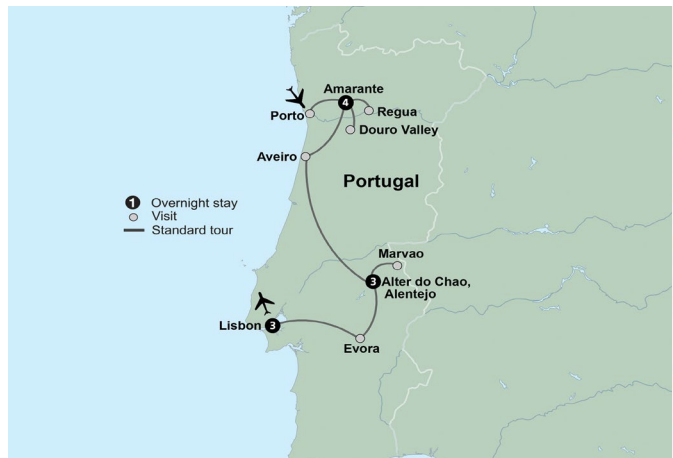 Amarante
4
Porto
Regua
Douro Valley
Aveiro
Portugal
1 Overnight stay
Visit
Standard tour
Marvao
3 Alter do Chao,
Alentejo
Lisbon 3
Evora